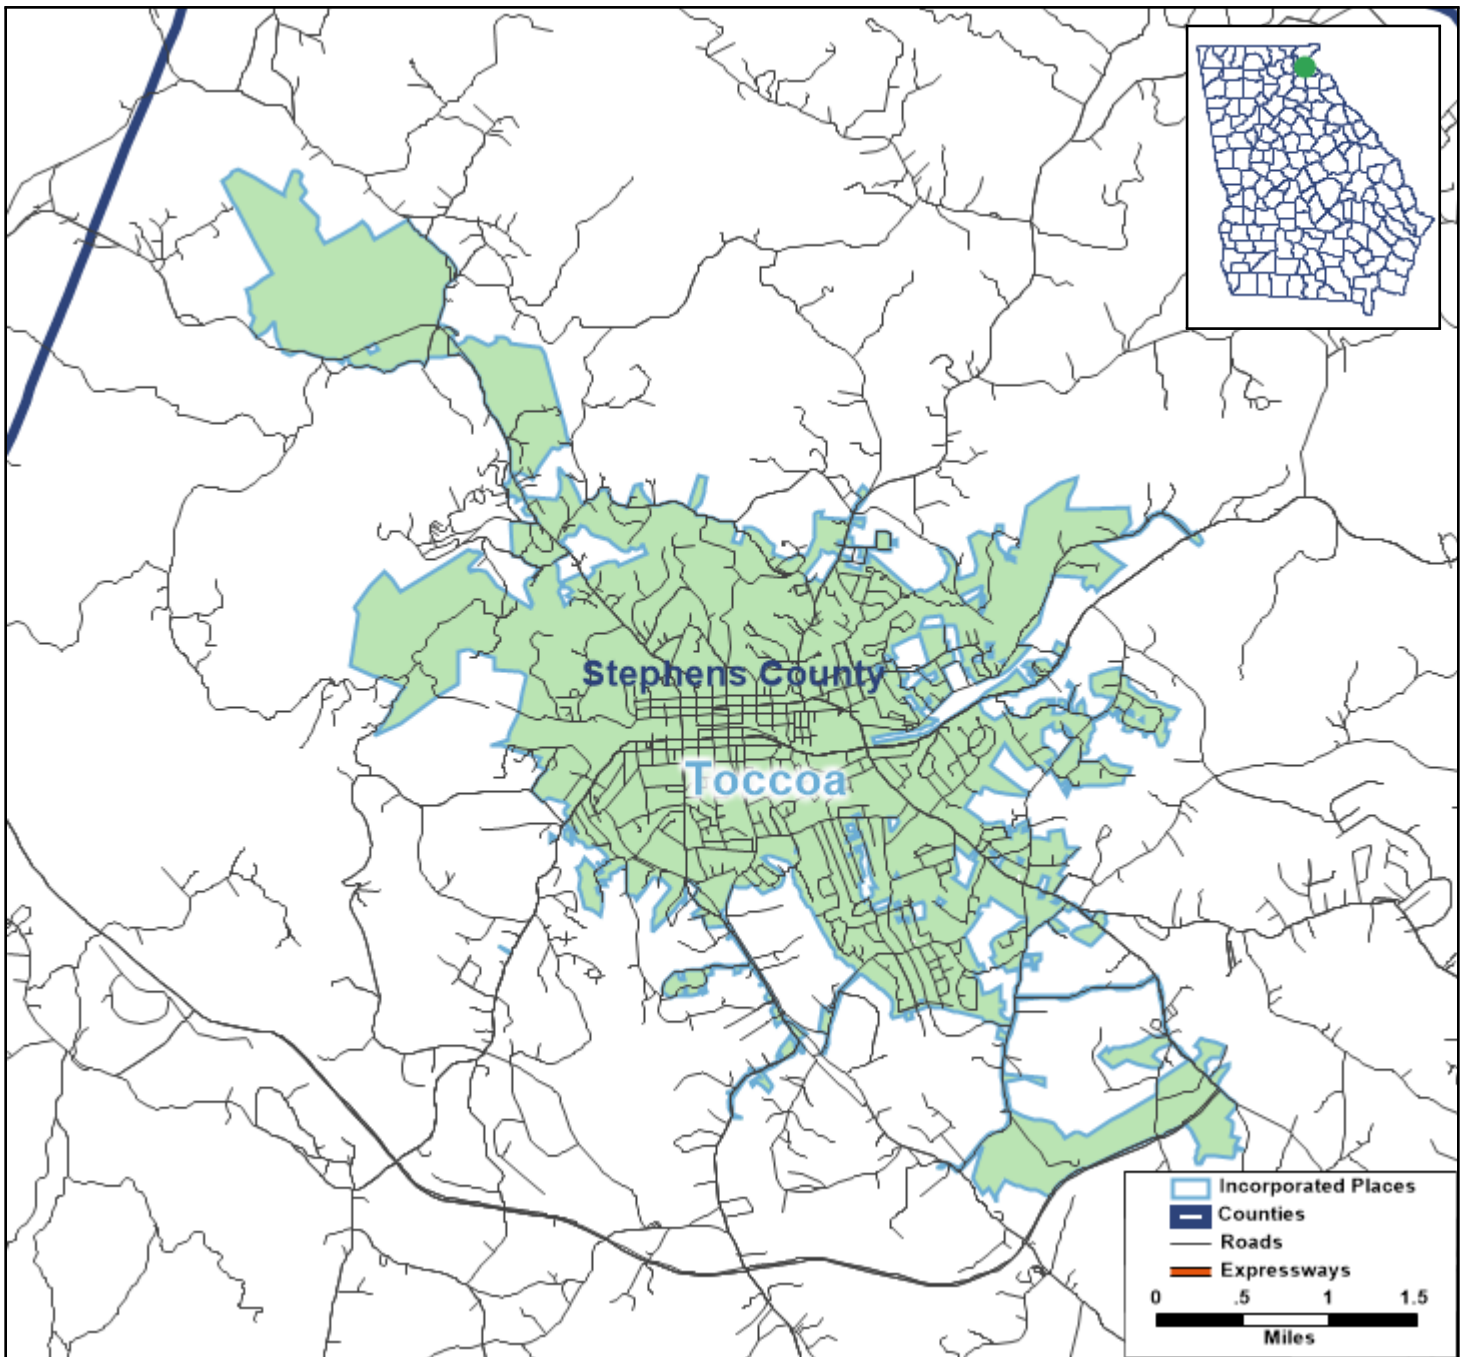 Stephens County
Toccoa
Incorporated Places
Counties
Roads
Expressways
0 .5 1 1.5
Miles